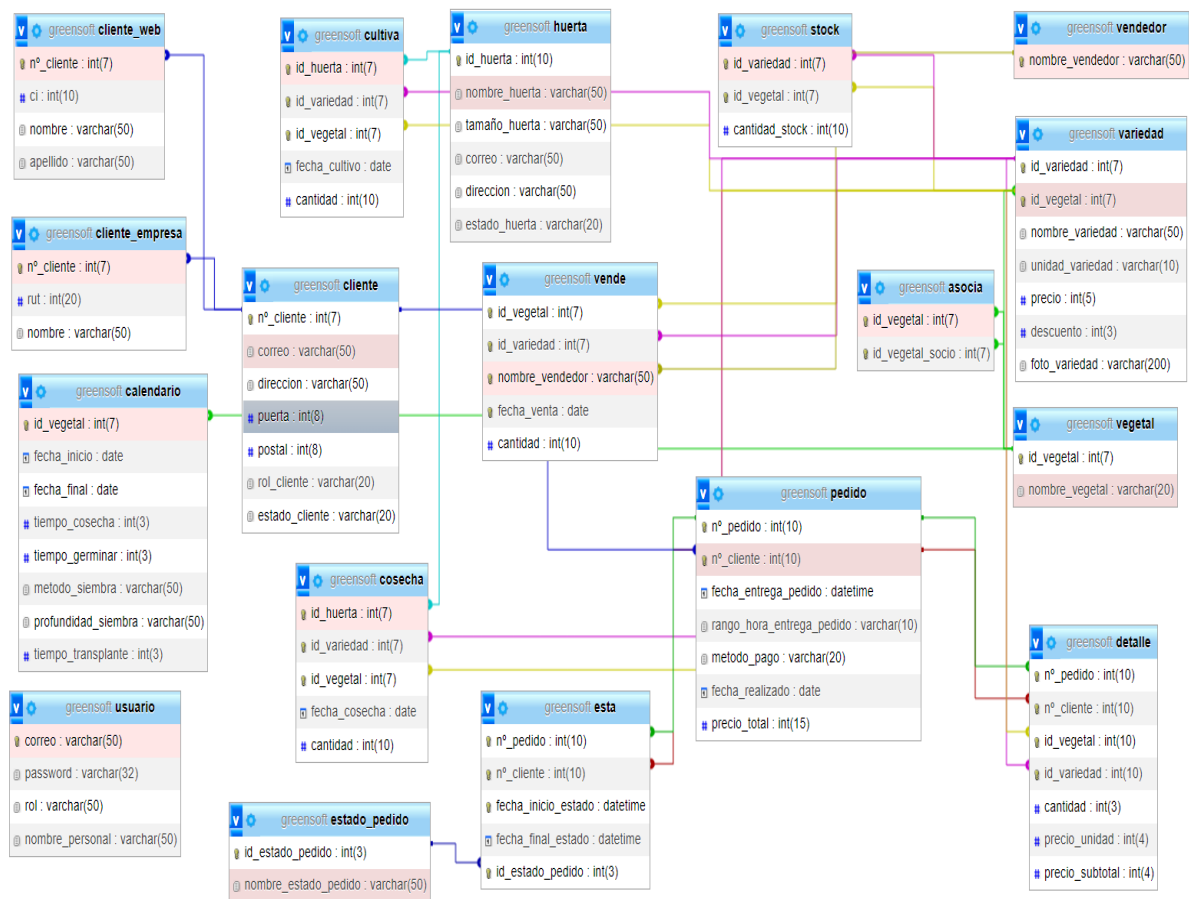 greensoft cliente_web
nº_cliente : int(7)
ci : int(10)
nombre : varchar(50)
apellido : varchar(50)
greensoft cultiva
id_huerta : int(7)
id_variedad : int(7)
id_vegetal : int(7)
fecha_cultivo : date
cantidad : int(10)
greensoft huerta
id_huerta : int(10)
nombre_huerta : varchar(50)
tamaño_huerta : varchar(50)
correo : varchar(50)
direccion : varchar(50)
estado_huerta : varchar(20)
greensoft stock
id_variedad : int(7)
id_vegetal : int(7)
cantidad_stock : int(10)
greensoft vendedor
nombre_vendedor : varchar(50)
greensoft variedad
id_variedad : int(7)
id_vegetal : int(7)
nombre_variedad : varchar(50)
unidad_variedad : varchar(10)
precio : int(5)
descuento : int(3)
foto_variedad : varchar(200)
greensoft cliente_empresa
nº_cliente : int(7)
rut : int(20)
nombre : varchar(50)
greensoft cliente
nº_cliente : int(7)
correo : varchar(50)
direccion : varchar(50)
puerta : int(8)
postal : int(8)
rol_cliente : varchar(20)
estado_cliente : varchar(20)
greensoft vende
id_vegetal : int(7)
id_variedad : int(7)
nombre_vendedor : varchar(50)
fecha_venta : date
cantidad : int(10)
greensoft asocia
id_vegetal : int(7)
id_vegetal_socio : int(7)
greensoft calendario
id_vegetal : int(7)
fecha_inicio : date
fecha_final : date
tiempo_cosecha : int(3)
tiempo_germinar : int(3)
metodo_siembra : varchar(50)
profundidad_siembra : varchar(50)
tiempo_transplante : int(3)
greensoft vegetal
id_vegetal : int(7)
nombre_vegetal : varchar(20)
greensoft pedido
nº_pedido : int(10)
nº_cliente : int(10)
fecha_entrega_pedido : datetime
rango_hora_entrega_pedido : varchar(10)
metodo_pago : varchar(20)
fecha_realizado : date
precio_total : int(15)
greensoft cosecha
id_huerta : int(7)
id_variedad : int(7)
id_vegetal : int(7)
fecha_cosecha : date
cantidad : int(10)
greensoft detalle
nº_pedido : int(10)
nº_cliente : int(10)
id_vegetal : int(10)
id_variedad : int(10)
cantidad : int(3)
precio_unidad : int(4)
precio_subtotal : int(4)
greensoft usuario
correo : varchar(50)
password : varchar(32)
rol : varchar(50)
nombre_personal : varchar(50)
greensoft esta
nº_pedido : int(10)
nº_cliente : int(10)
fecha_inicio_estado : datetime
fecha_final_estado : datetime
id_estado_pedido : int(3)
greensoft estado_pedido
id_estado_pedido : int(3)
nombre_estado_pedido : varchar(50)